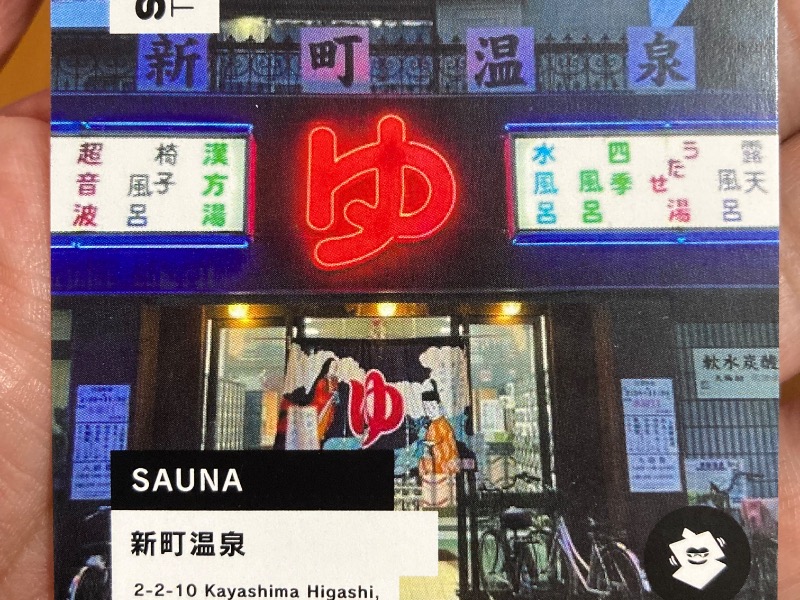 ST
新町温泉
超音波
椅子風呂
漢方湯
ゆ
水風呂
四季風呂
うたせ湯
露天風呂
ゆ
軟水炭酸
SAUNA
新町温泉
2-2-10 Kayashima Higashi,